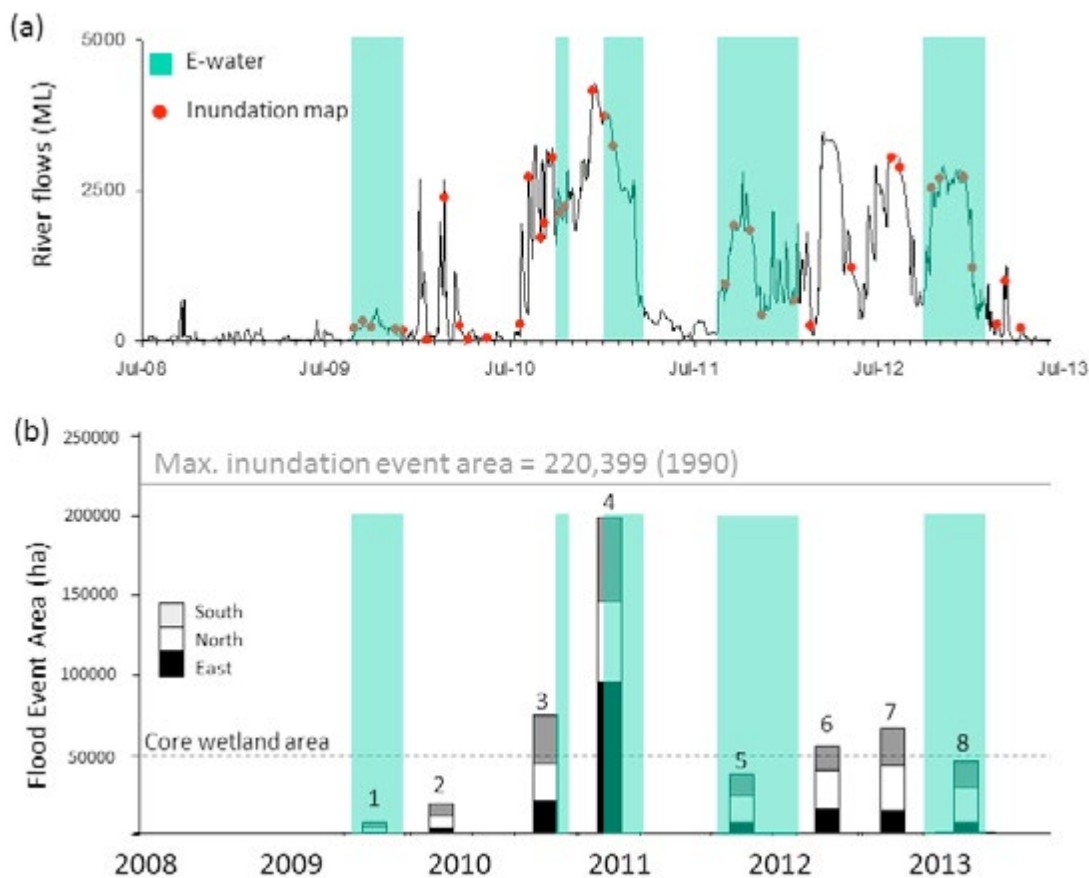 (a)
5000
E-water
Inundation map
River flows (ML)
2500
0
Jul-08 Jul-09 Jul-10 Jul-11 Jul-12 Jul-13
(b)
250000
Max. inundation event area = 220,399 (1990)
200000
4
Flood Event Area (ha)
150000
South
North
East
100000
3
7
6
Core wetland area
50000
8
5
2
1
0
2008 2009 2010 2011 2012 2013